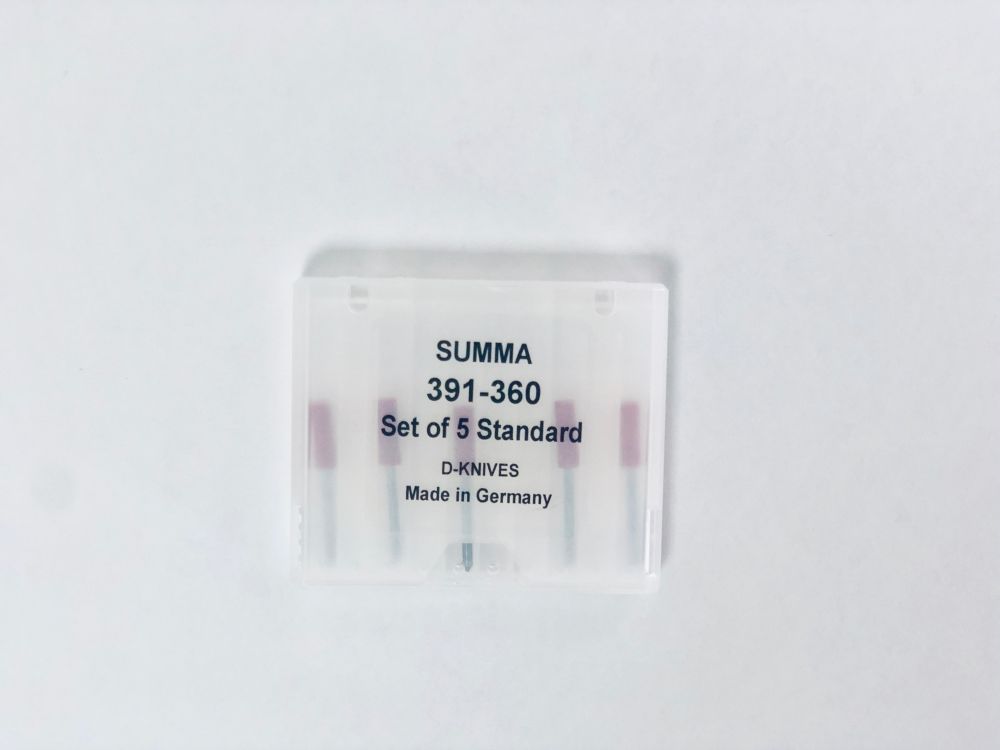 SUMMA
391-360
Set of 5 Standard
D-KNIVES
Made in Germany